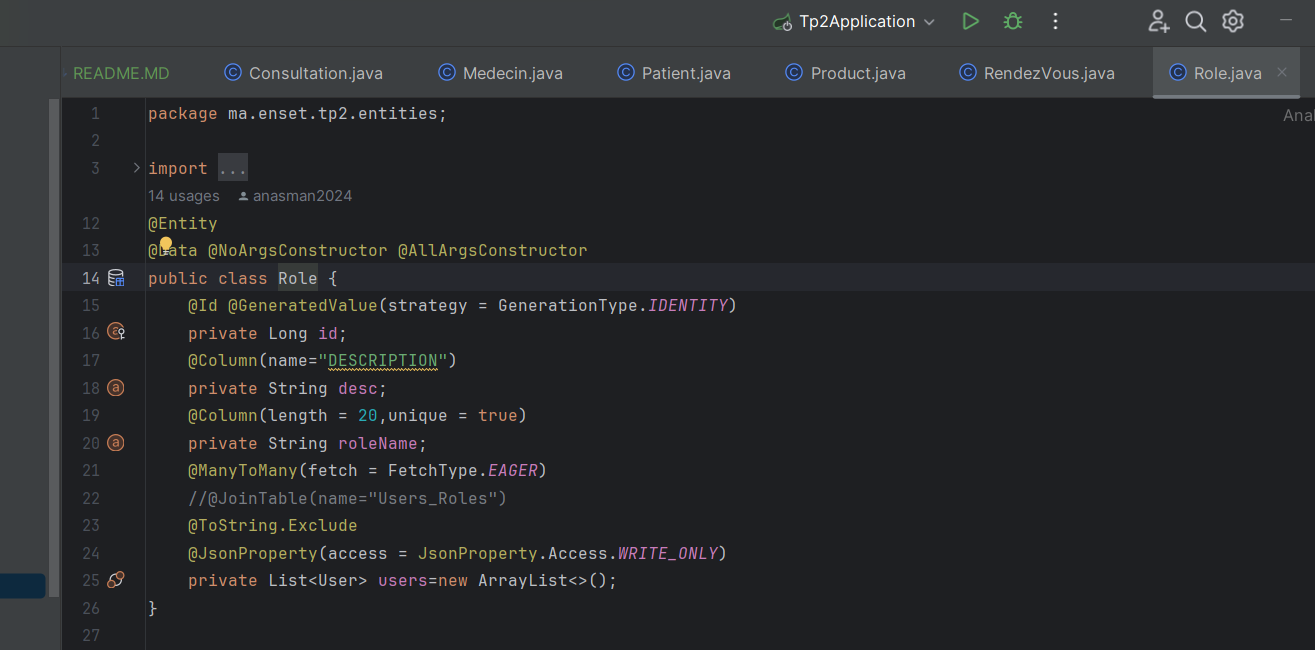 Tp2Application
README.MD Consultation.java Medecin.java Patient.java Product.java RendezVous.java Role.java
1 package ma.enset.tp2.entities;
2
3 import ...
14 usages anasman2024
12 @Entity
13 @Data @NoArgsConstructor @AllArgsConstructor
14 public class Role {
15 @Id @GeneratedValue(strategy = GenerationType.IDENTITY)
16 private Long id;
17 @Column(name="DESCRIPTION")
18 private String desc;
19 @Column(length = 20,unique = true)
20 private String roleName;
21 @ManyToMany(fetch = FetchType.EAGER)
22 //@JoinTable(name="Users_Roles")
23 @ToString.Exclude
24 @JsonProperty(access = JsonProperty.Access.WRITE_ONLY)
25 private List<User> users=new ArrayList<>();
26 }
27